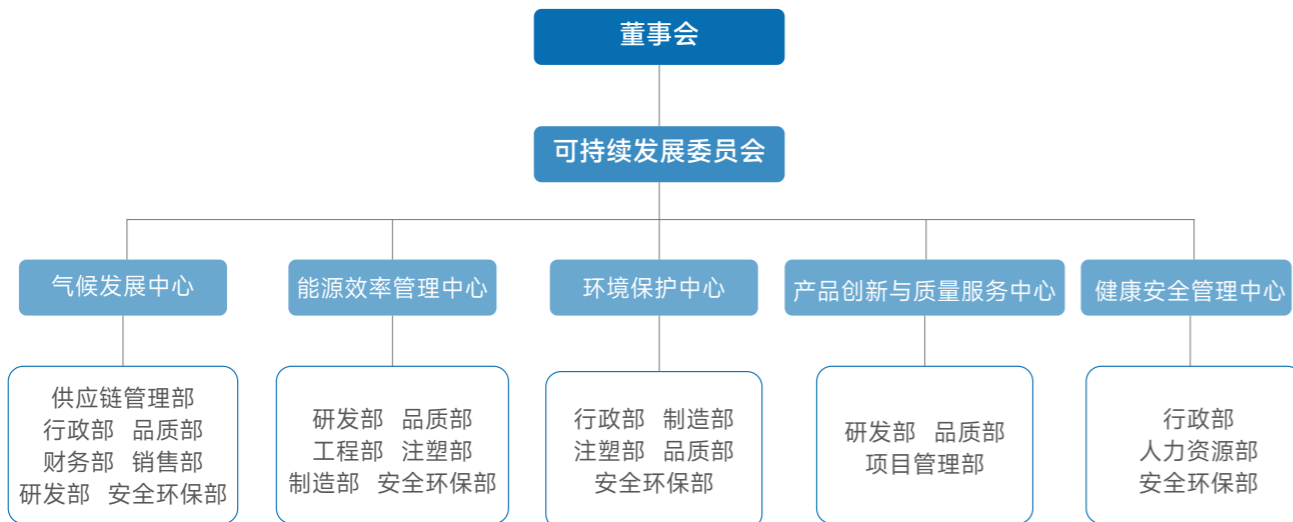 董事会
可持续发展委员会
气候发展中心
能源效率管理中心
环境保护中心
产品创新与质量服务中心
健康安全管理中心
供应链管理部
行政部 品质部
财务部 销售部
研发部 安全环保部
研发部 品质部
工程部 注塑部
制造部 安全环保部
行政部 制造部
注塑部 品质部
安全环保部
研发部 品质部
项目管理部
行政部
人力资源部
安全环保部